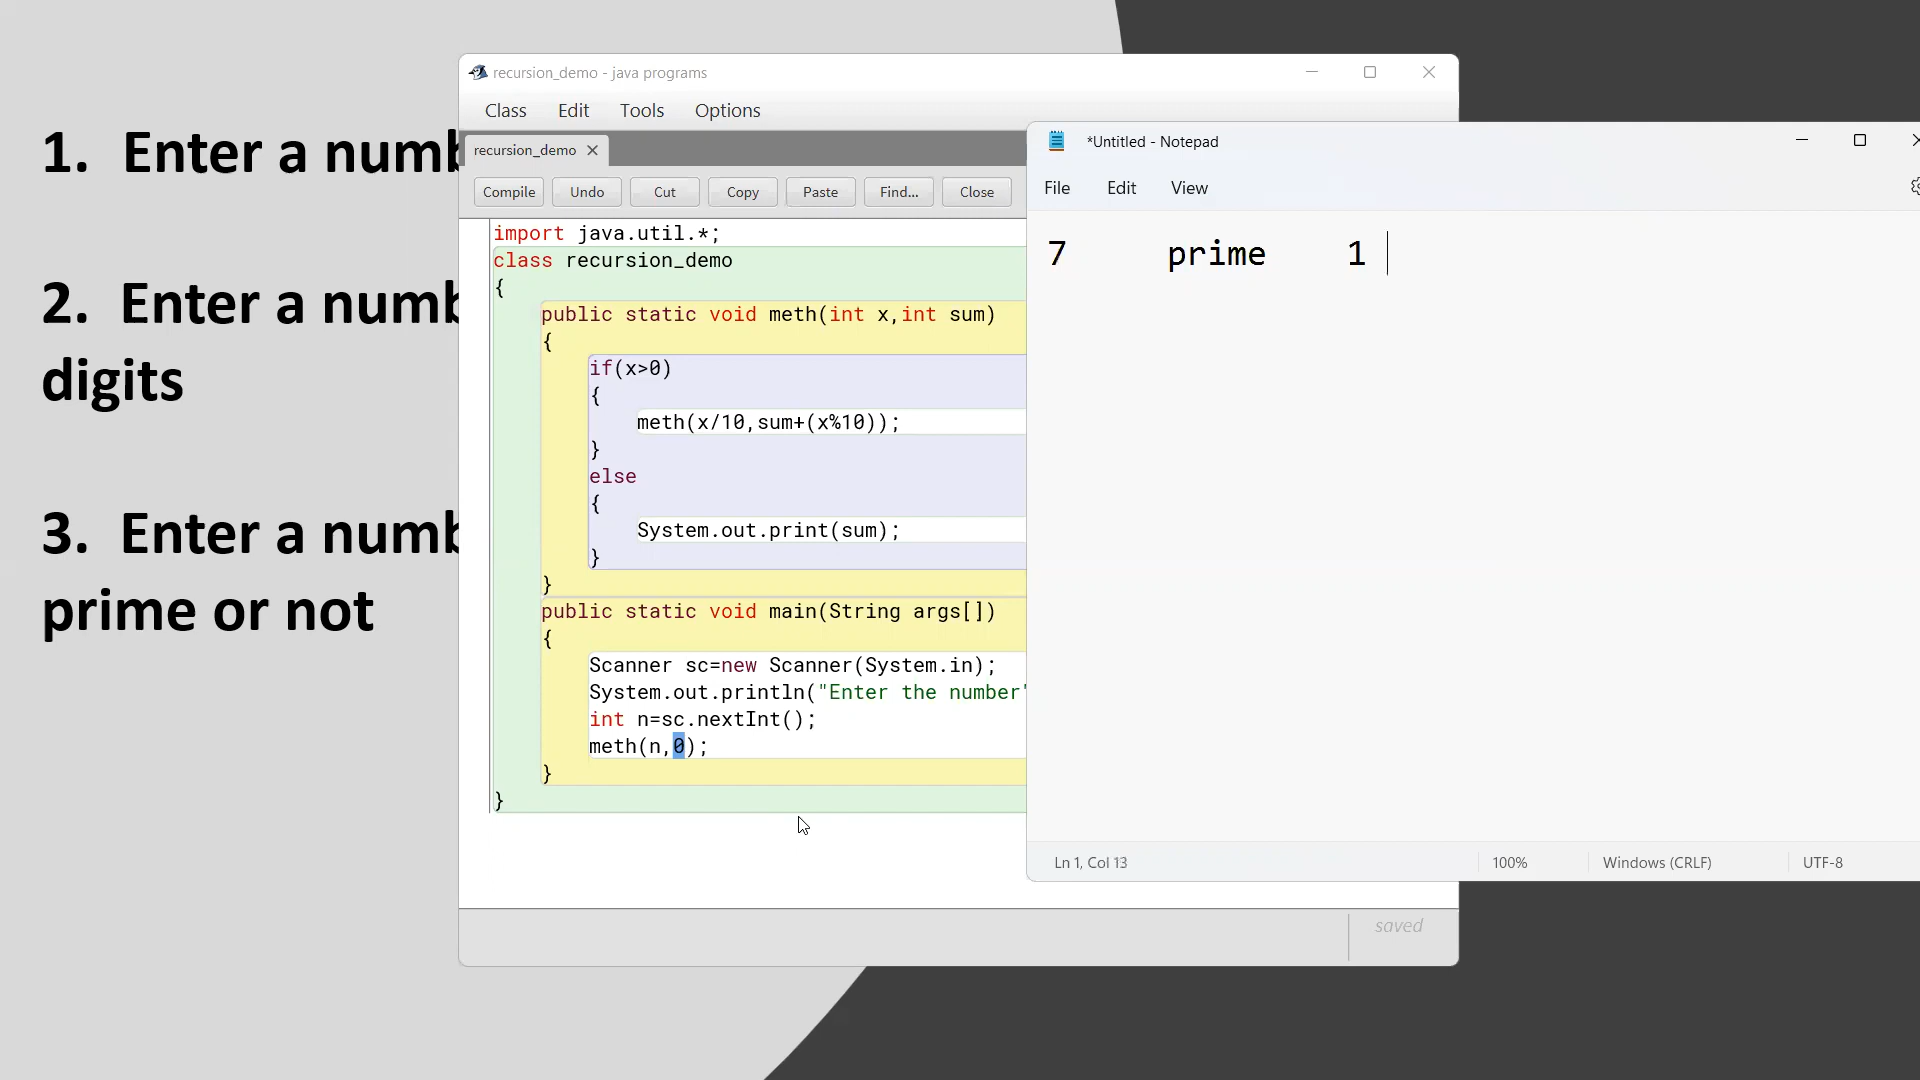 1. Enter a numb
2. Enter a numb
digits
3. Enter a numb
prime or not
recursion_demo - java programs
Class Edit Tools Options
recursion_demo
Compile Undo Cut Copy Paste Find... Close
import java.util.*;
class recursion_demo
{
public static void meth(int x,int sum)
{
if(x>0)
{
meth(x/10,sum+(x%10));
}
else
{
System.out.print(sum);
}
}
public static void main(String args[])
{
Scanner sc=new Scanner(System.in);
System.out.println("Enter the number"
int n=sc.nextInt();
meth(n,0);
}
}
saved
*Untitled - Notepad
File Edit View
7 prime 1
Ln 1, Col 13 100% Windows (CRLF) UTF-8